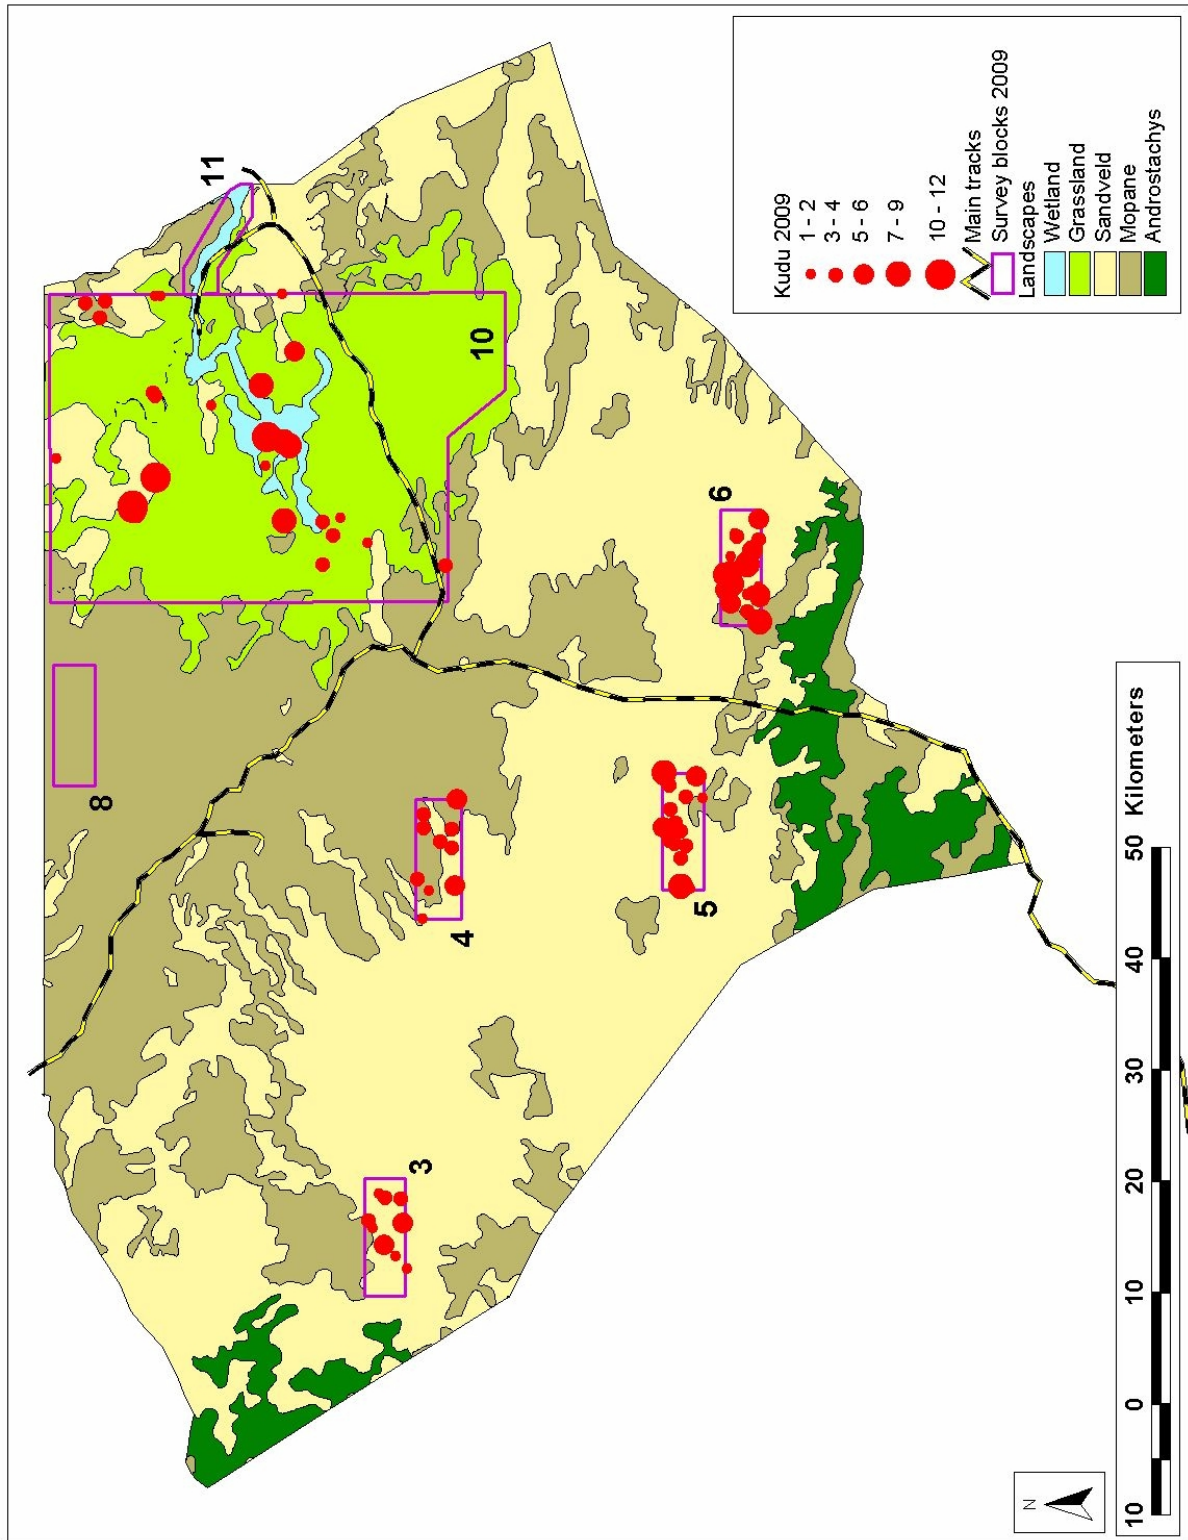 11
10
8
6
4
5
3
Kudu 2009
1 - 2
3 - 4
5 - 6
7 - 9
10 - 12
Main tracks
Survey blocks 2009
Landscapes
Wetland
Grassland
Sandveld
Mopane
Androstachys
N
10 0 10 20 30 40 50 Kilometers